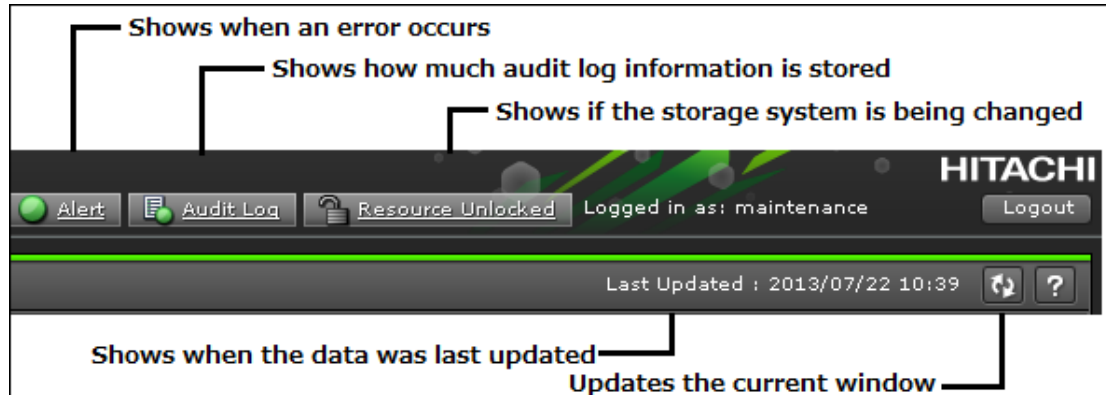 Shows when an error occurs
Shows how much audit log information is stored
Shows if the storage system is being changed
HITACHI
Alert Audit Log Resource Unlocked Logged in as: maintenance Logout
Last Updated : 2013/07/22 10:39 ?
Shows when the data was last updated
Updates the current window